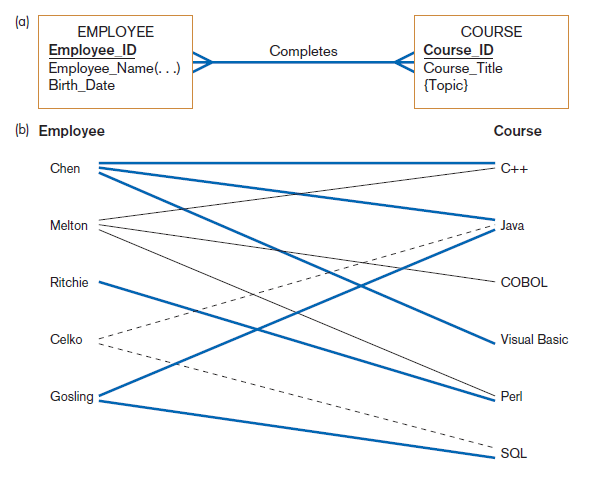 (a)
EMPLOYEE
Employee_ID
Employee_Name(. . .)
Birth_Date
Completes
COURSE
Course_ID
Course_Title
{Topic}
(b) Employee Course
Chen C++
Melton Java
Ritchie COBOL
Celko Visual Basic
Gosling Perl
SQL